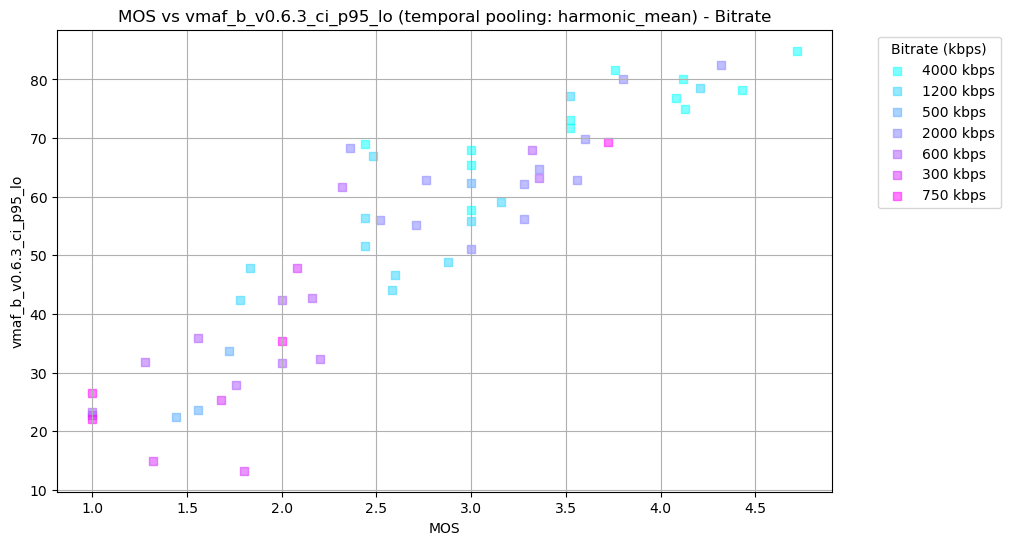 MOS vs vmaf_b_v0.6.3_ci_p95_lo (temporal pooling: harmonic_mean) - Bitrate
Bitrate (kbps)
4000 kbps
1200 kbps
500 kbps
2000 kbps
600 kbps
300 kbps
750 kbps
vmaf_b_v0.6.3_ci_p95_lo
80
70
60
50
40
30
20
10
1.0 1.5 2.0 2.5 3.0 3.5 4.0 4.5
MOS